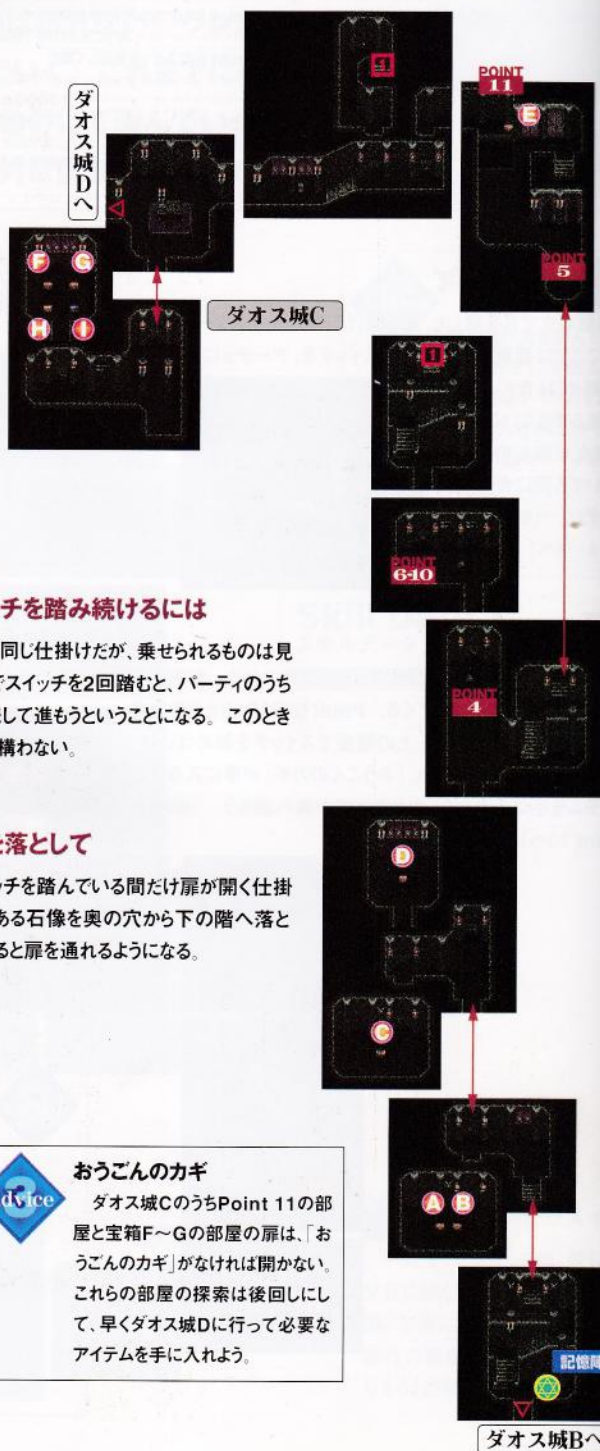 POINT
11
E
POINT
5
1
ダオス城Dへ
F
G
H
I
ダオス城C
1
POINT
6-10
POINT
4
チを踏み続けるには
同じ仕掛けだが、乗せられるものは見
でスイッチを2回踏むと、パーティのうち
して進もうということになる。このとき
構わない。
を落として
ッチを踏んでいる間だけ扉が開く仕掛
ある石像を奥の穴から下の階へ落と
ると扉を通れるようになる。
D
C
dvice
3
おうごんのカギ
ダオス城CのうちPoint 11の部
屋と宝箱F〜Gの部屋の扉は、「お
うごんのカギ」がなければ開かない。
これらの部屋の探索は後回しにし
て、早くダオス城Dに行って必要な
アイテムを手に入れよう。
A
B
記憶陣
ダオス城Bへ